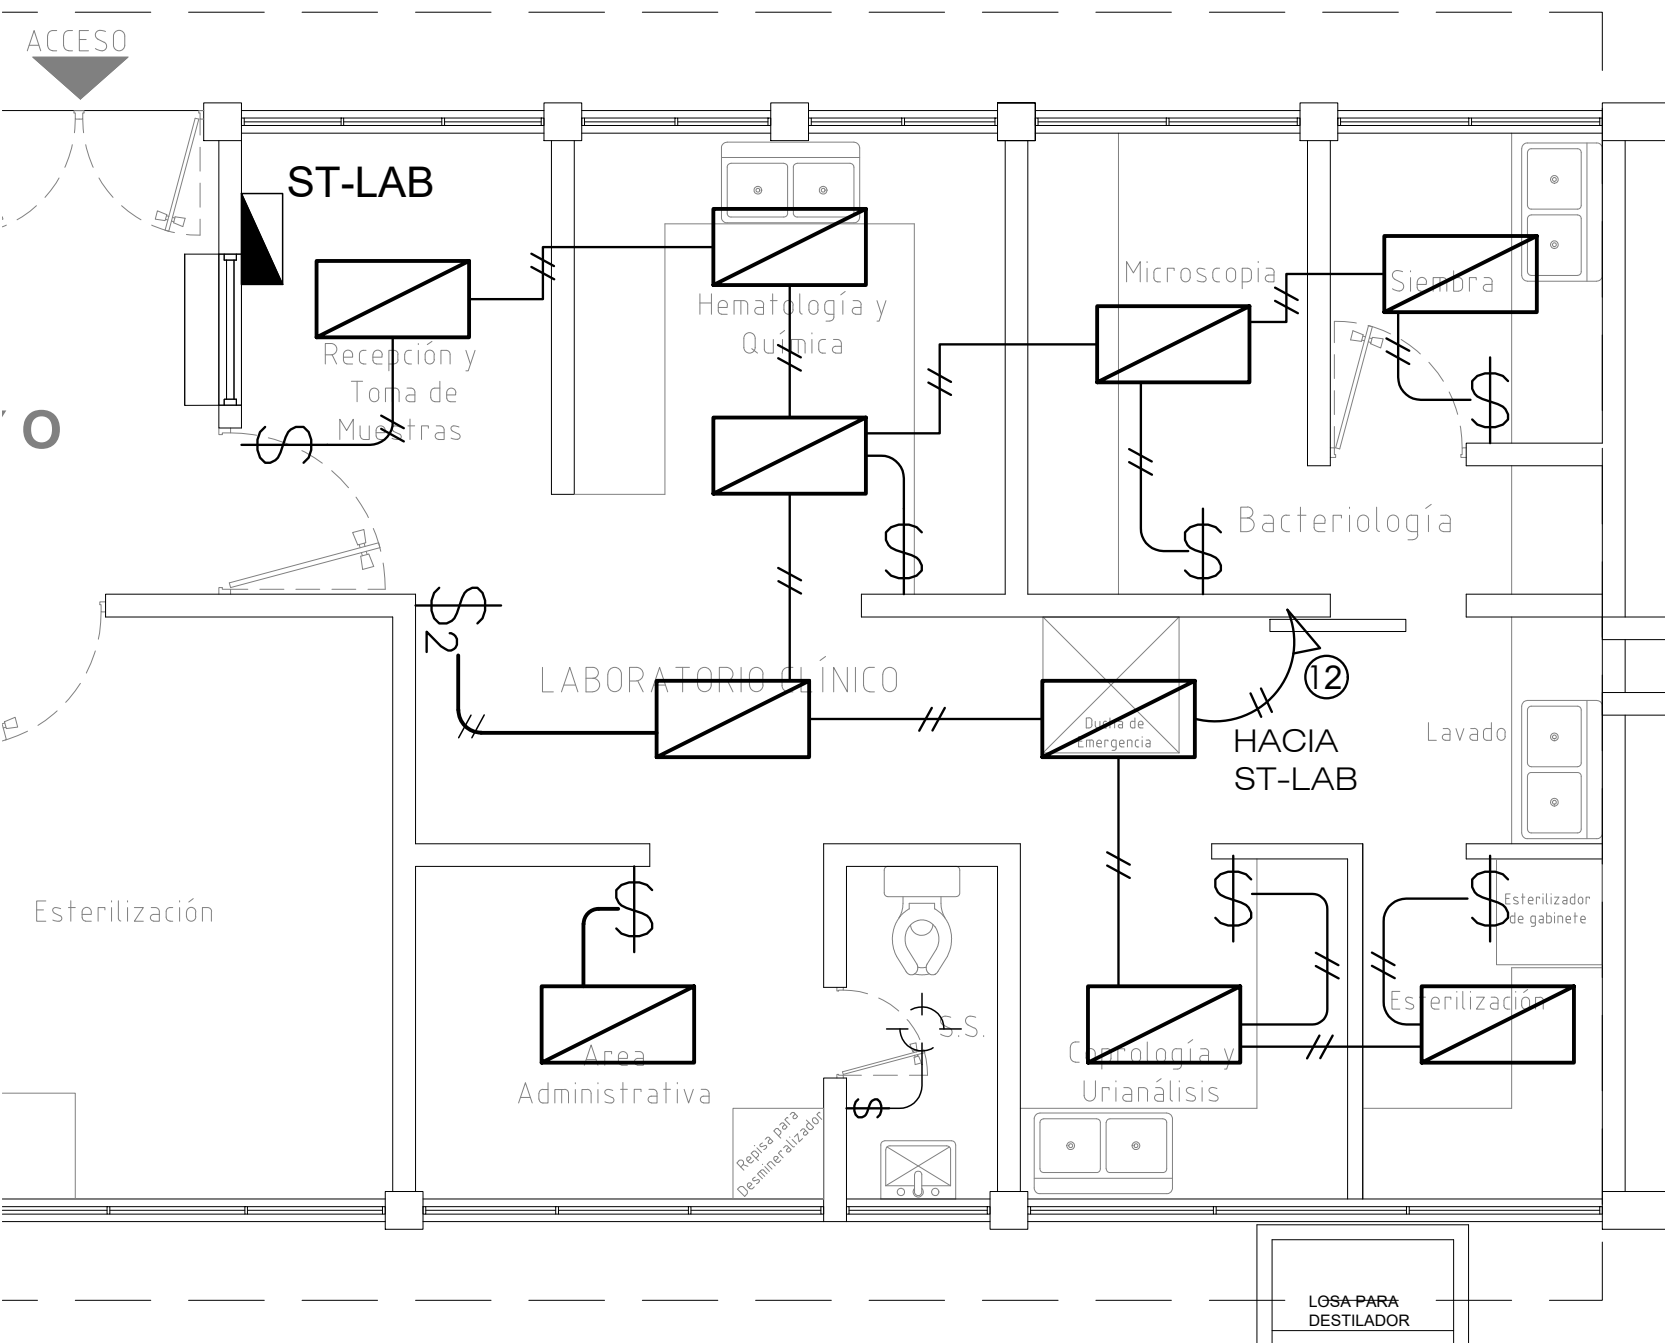 ACCESO
ST-LAB
Microscopia
Siembra
Hematología y
Química
Recepción y
Toma de
Muestras
O
Bacteriología
2
LABORATORIO CLÍNICO
12
Ducha de
Emergencia
HACIA
ST-LAB
Lavado
Esterilización
Esterilizador
de gabinete
Esterilización
S.S.
Area
Administrativa
Coprología y
Urianálisis
Repisa para
Desmineralizador
LOSA PARA
DESTILADOR